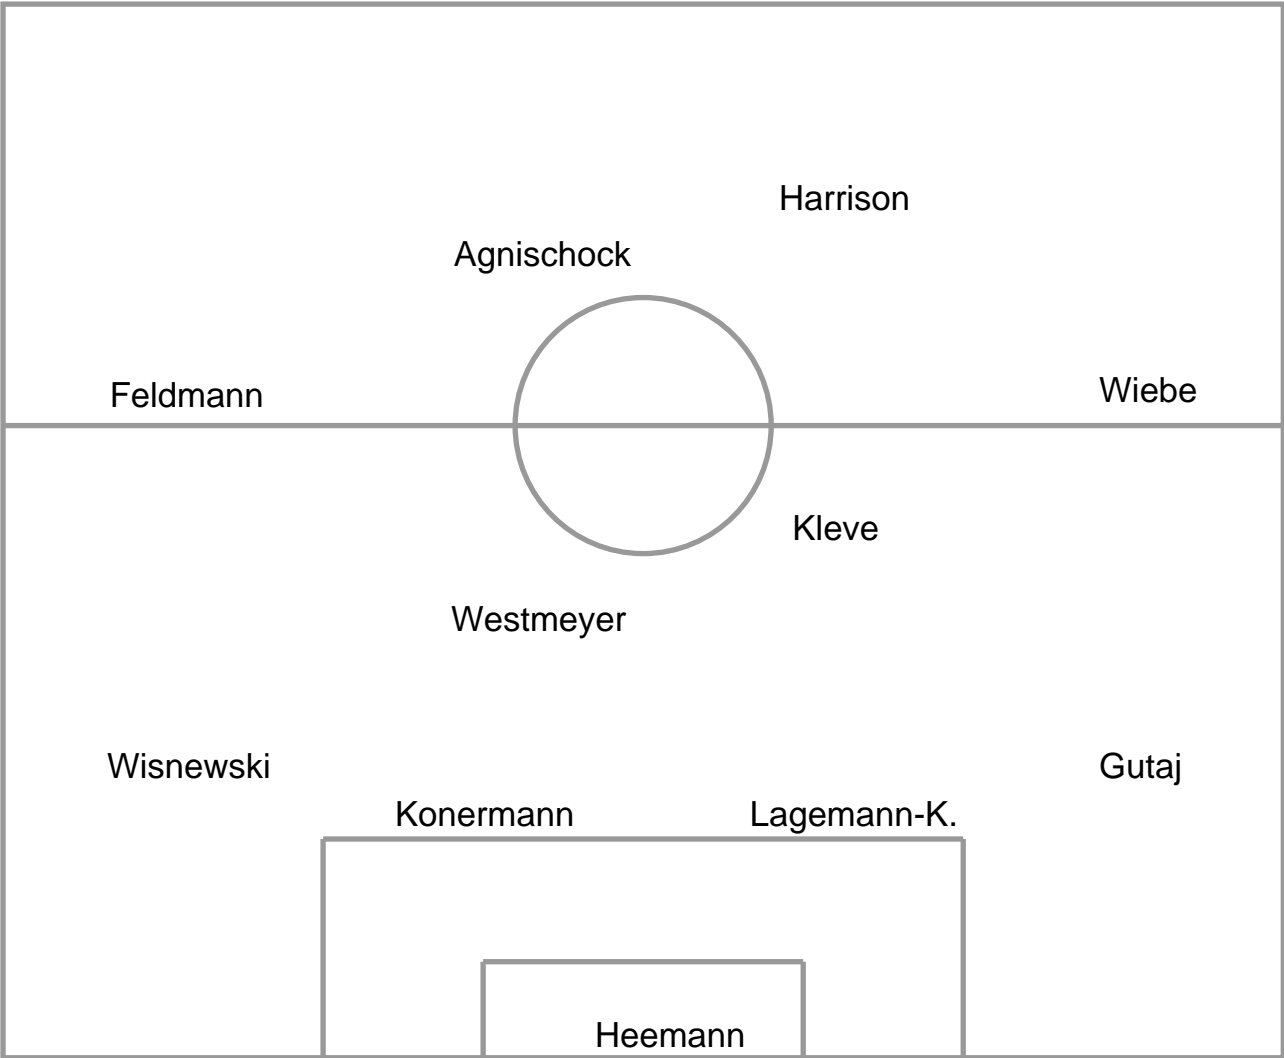 Harrison
Agnischock
Wiebe
Feldmann
Kleve
Westmeyer
Wisnewski
Gutaj
Konermann
Lagemann-K.
Heemann